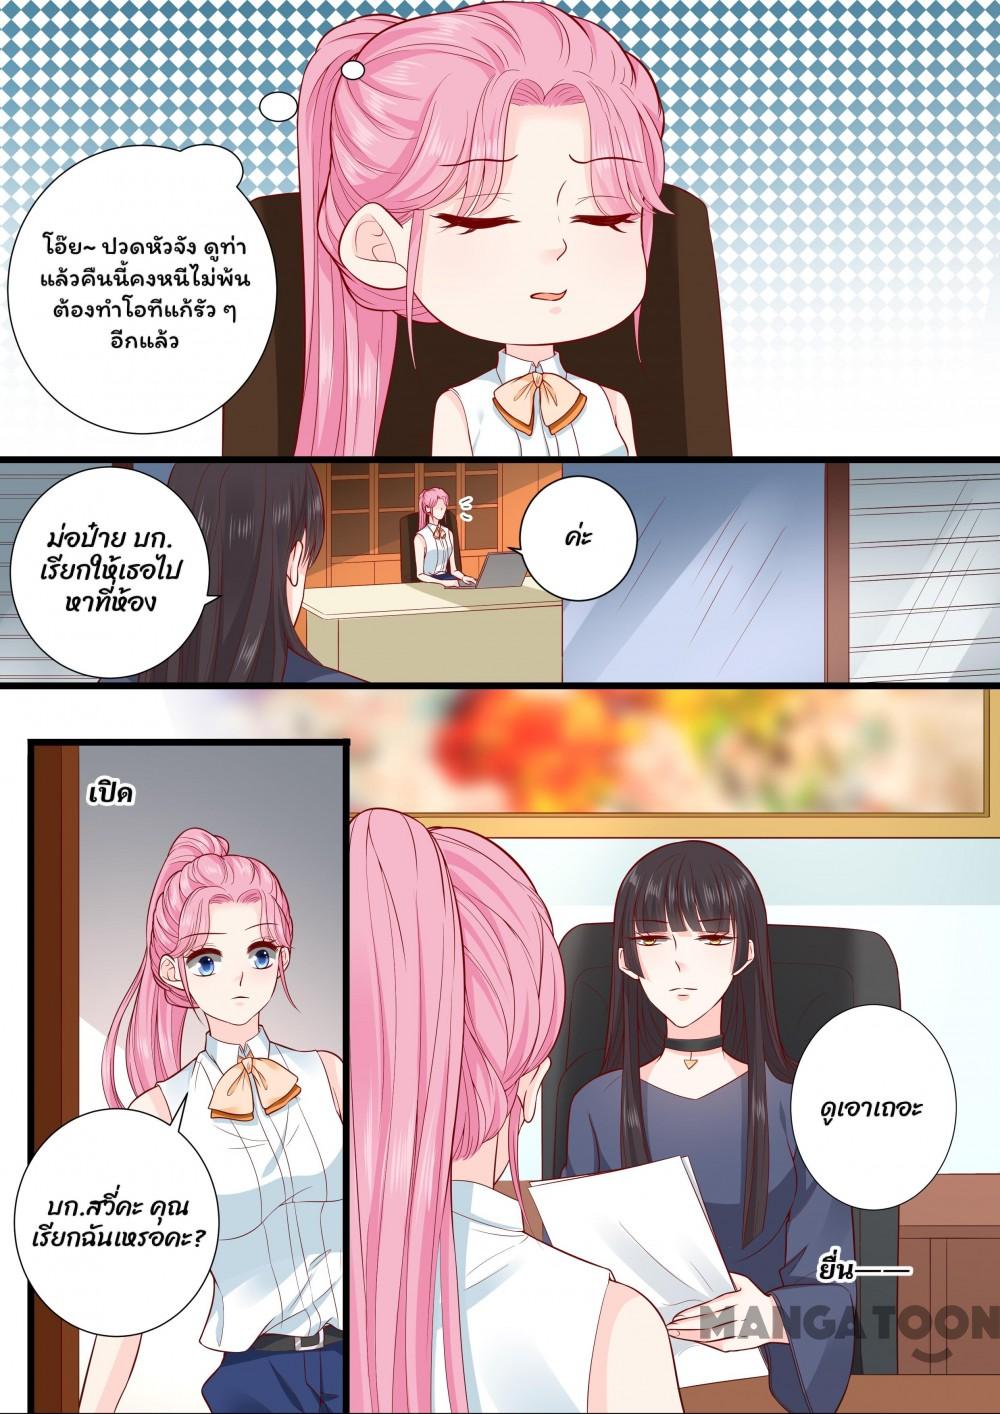 โอ๊ย~ ปวดหัวจัง ดูท่า
แล้วคืนนี้คงหนีไม่พ้น
ต้องทำโอทีแก้รัว ๆ
อีกแล้ว
ม่อป๋าย บก.
เรียกให้เธอไป
หาที่ห้อง
ค่ะ
เปิด
บก.สวี่คะ คุณ
เรียกฉันเหรอคะ?
ดูเอาเถอะ
ยื่น——
MANGATOON